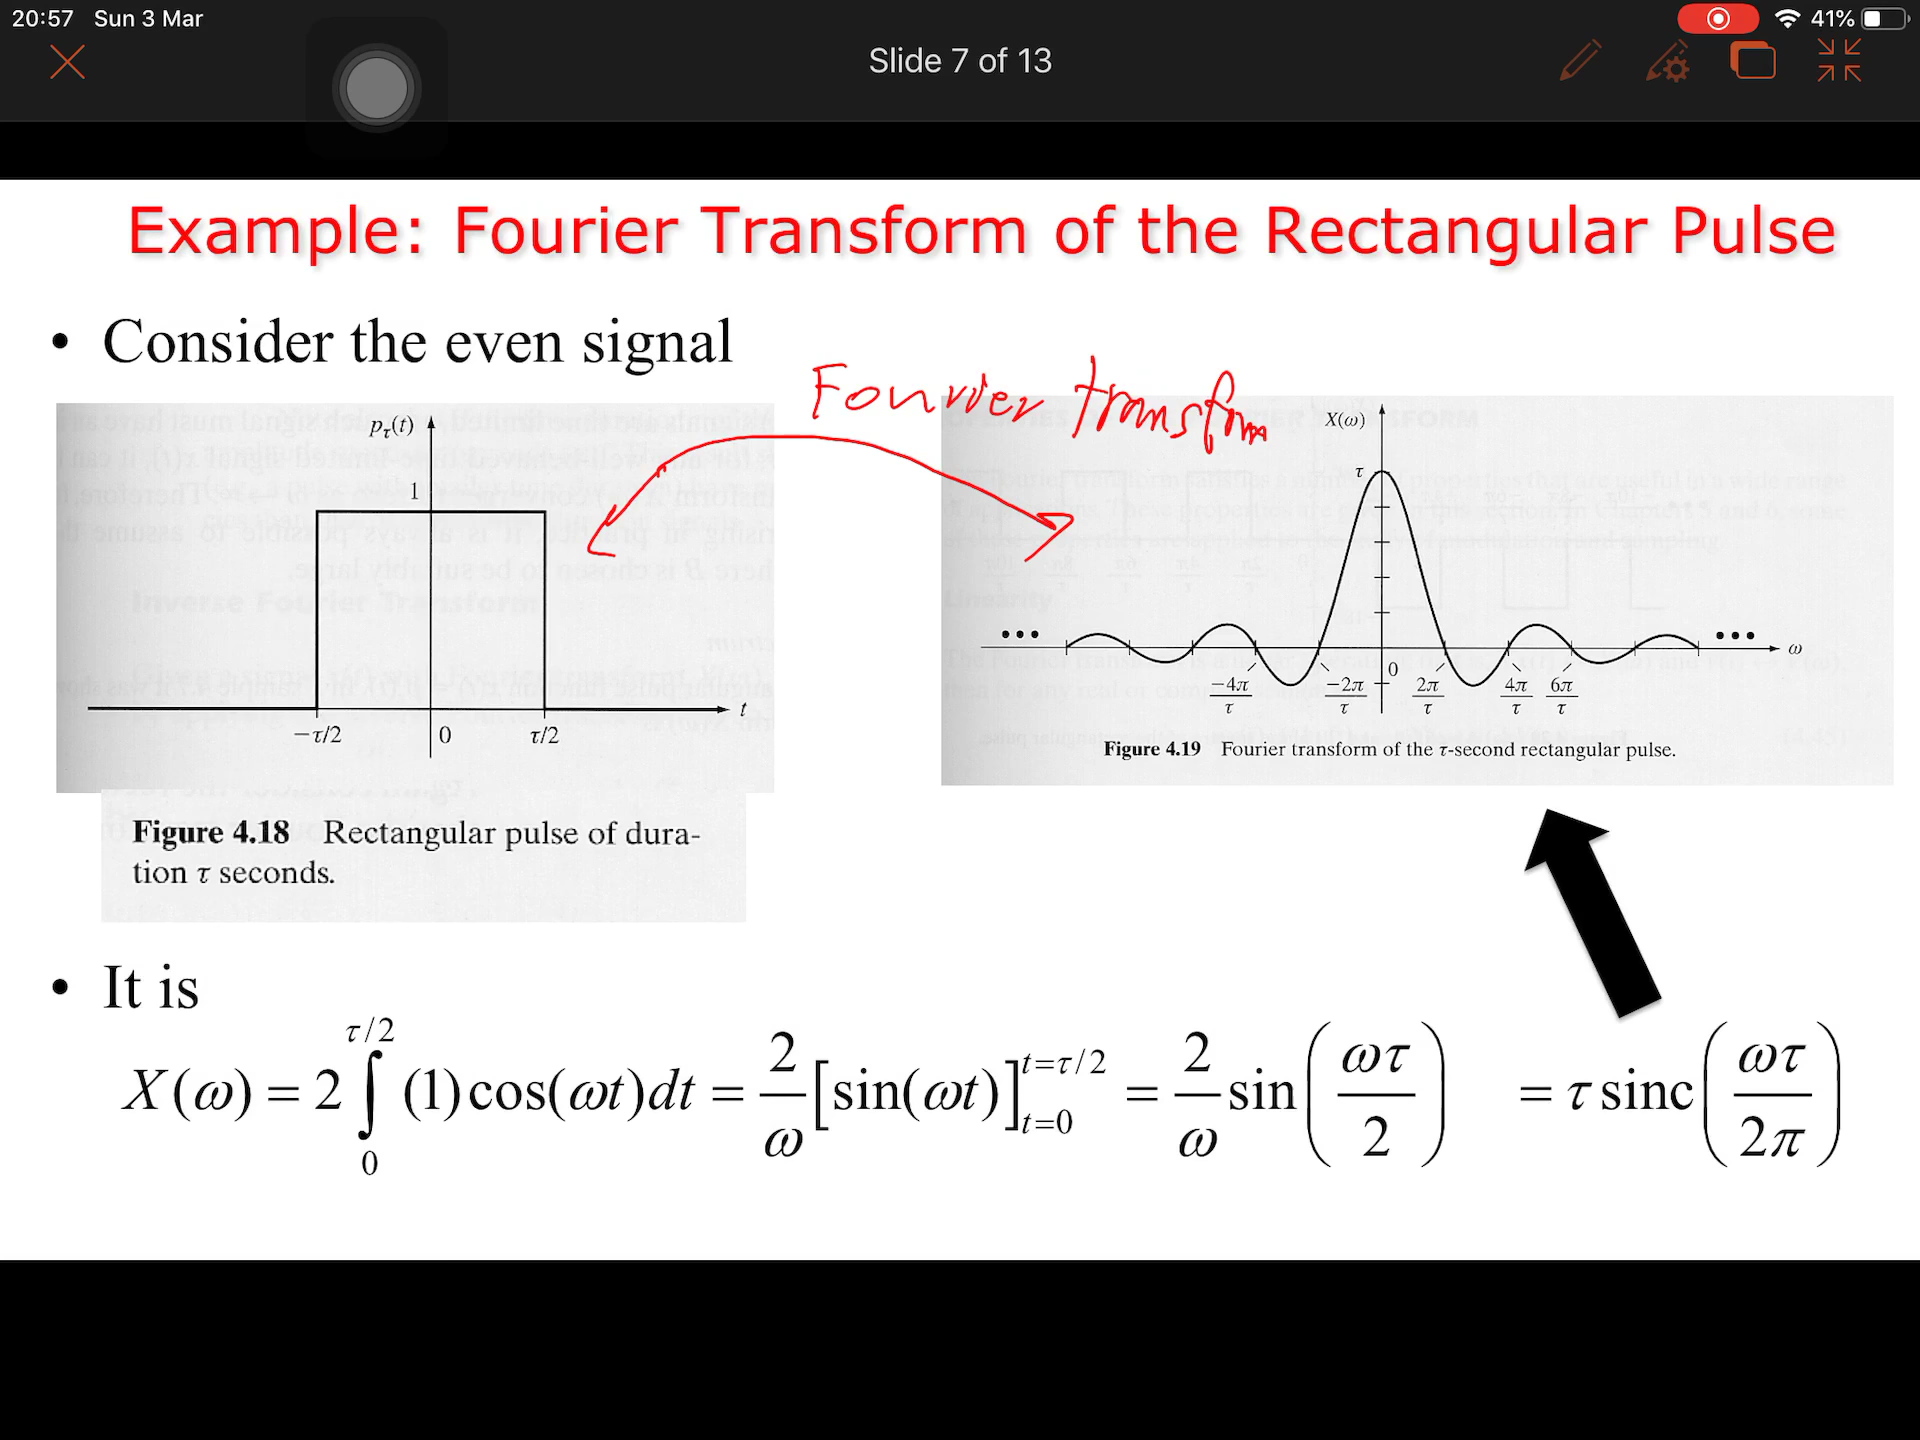 20:57 Sun 3 Mar
41%
Slide 7 of 13
Example: Fourier Transform of the Rectangular Pulse
• Consider the even signal
Fourier transform
pτ(t)
1
−τ/2 0 τ/2 t
Figure 4.18 Rectangular pulse of dura-
tion τ seconds.
X(ω)
τ
••• ••• ω
−4π/τ −2π/τ 0 2π/τ 4π/τ 6π/τ
Figure 4.19 Fourier transform of the τ-second rectangular pulse.
• It is
X(ω) = 2 ∫₀^{τ/2} (1)cos(ωt)dt = 2/ω [sin(ωt)]_{t=0}^{t=τ/2} = 2/ω sin(ωτ/2) = τ sinc(ωτ/2π)